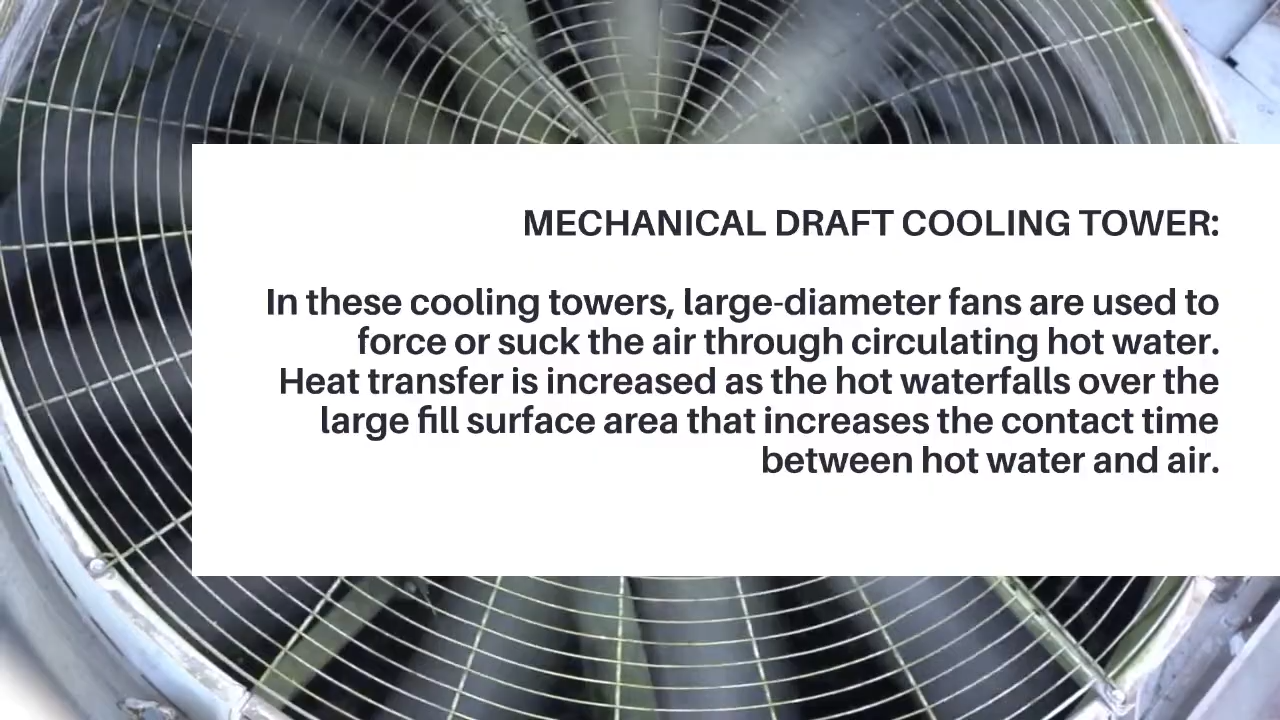 MECHANICAL DRAFT COOLING TOWER:
In these cooling towers, large-diameter fans are used to
force or suck the air through circulating hot water.
Heat transfer is increased as the hot waterfalls over the
large fill surface area that increases the contact time
between hot water and air.